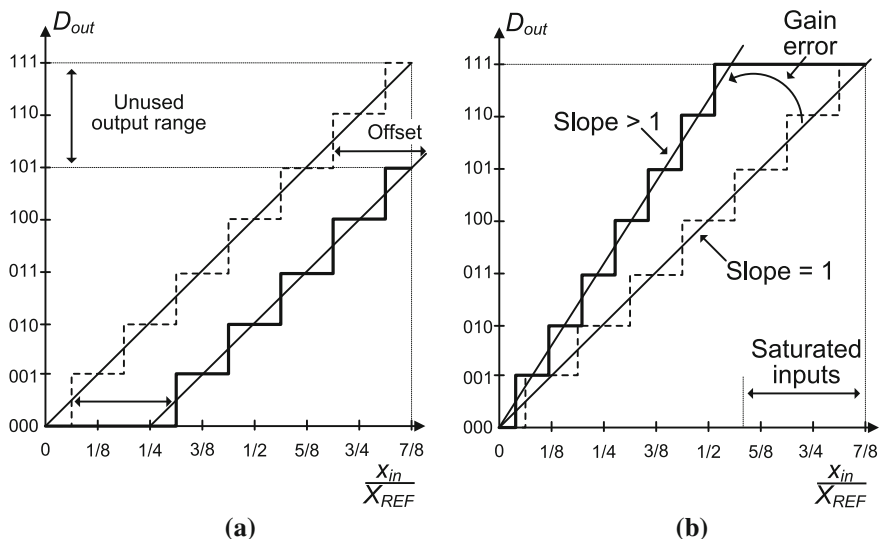 D_out
111
110
101
100
011
010
001
000
Unused
output range
Offset
0
1/8
1/4
3/8
1/2
5/8
3/4
7/8
x_in
X_REF
(a)
D_out
111
110
101
100
011
010
001
000
Gain
error
Slope > 1
Slope = 1
Saturated
inputs
0
1/8
1/4
3/8
1/2
5/8
3/4
7/8
x_in
X_REF
(b)